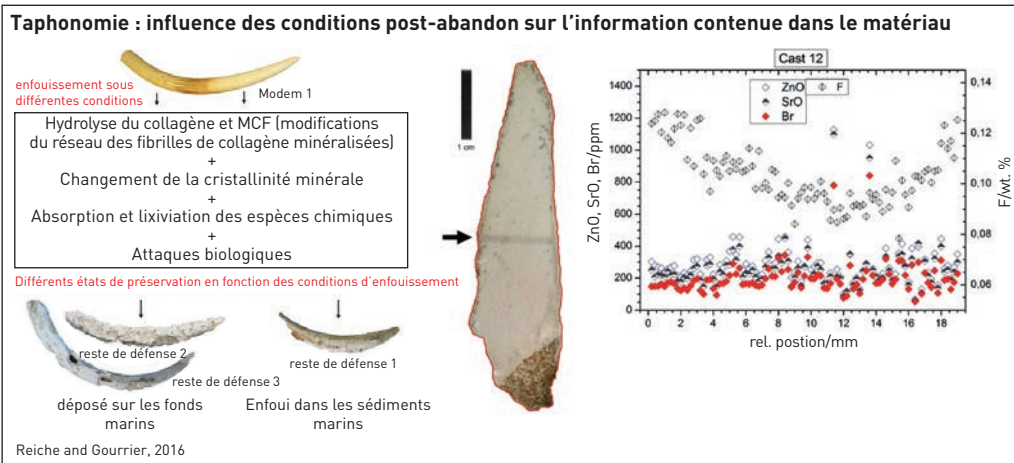 Taphonomie : influence des conditions post-abandon sur l'information contenue dans le matériau
enfouissement sous
différentes conditions
Modem 1
Hydrolyse du collagène et MCF (modifications
du réseau des fibrilles de collagène minéralisées)
+
Changement de la cristallinité minérale
+
Absorption et lixiviation des espèces chimiques
+
Attaques biologiques
Différents états de préservation en fonction des conditions d'enfouissement
reste de défense 2
reste de défense 3
reste de défense 1
déposé sur les fonds
marins
Enfoui dans les sédiments
marins
Reiche and Gourrier, 2016
1 cm
Cast 12
ZnO
SrO
Br
F
ZnO, SrO, Br/ppm
1400
1200
1000
800
600
400
200
0
0 2 4 6 8 10 12 14 16 18
rel. postion/mm
0,14
0,12
0,10
0,08
0,06
F/wt. %